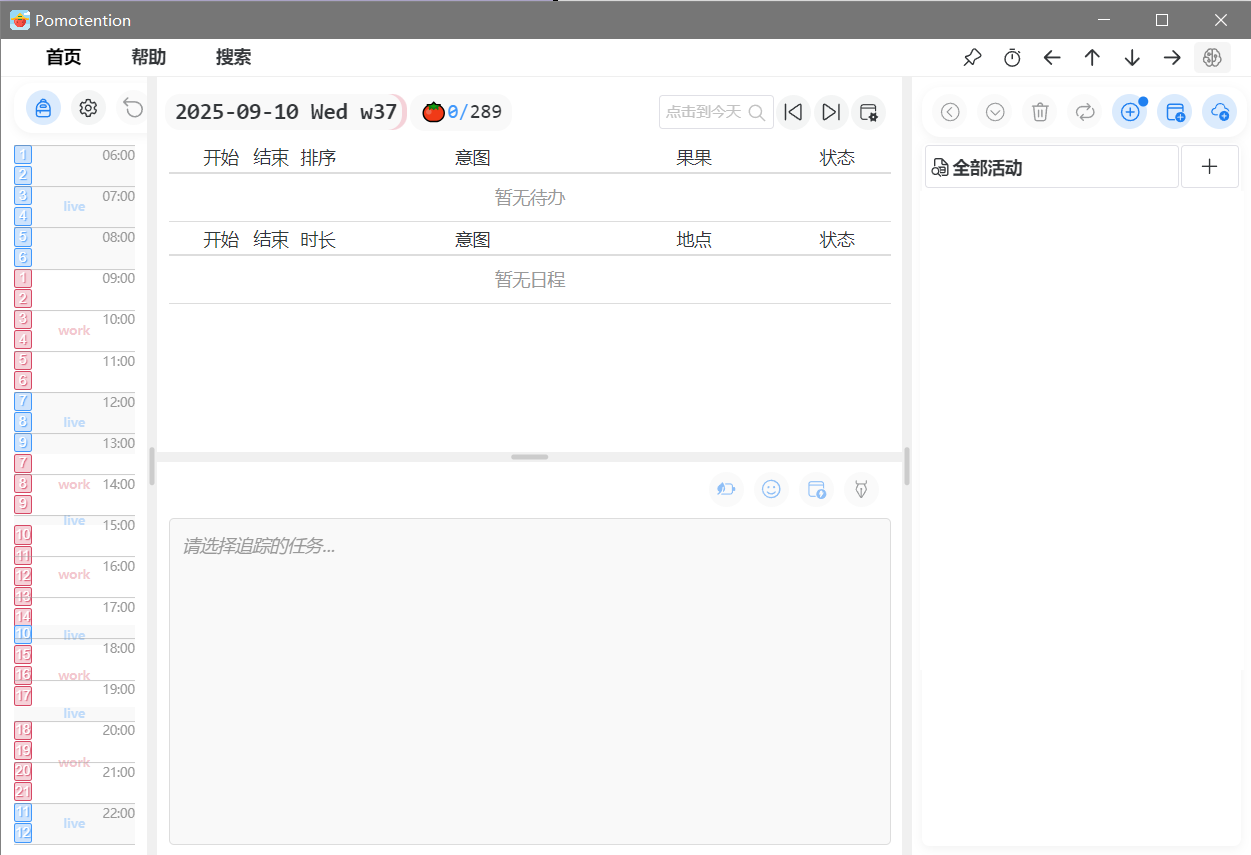 Pomotention
首页 帮助 搜索
2025-09-10 Wed w37 0/289 点击到今天
开始 结束 排序 意图 果果 状态
暂无待办
开始 结束 时长 意图 地点 状态
暂无日程
请选择追踪的任务...
全部活动
1 06:00
2
3 07:00
live
4
5 08:00
6
1 09:00
2
3 10:00
work
4
5 11:00
6
7 12:00
8 live
9 13:00
7
8 work 14:00
9
live 15:00
10
11
12 work 16:00
13
14 17:00
10 live
15 18:00
16 work
17 19:00
live
18 20:00
19
work
20 21:00
21
11 22:00
live
12